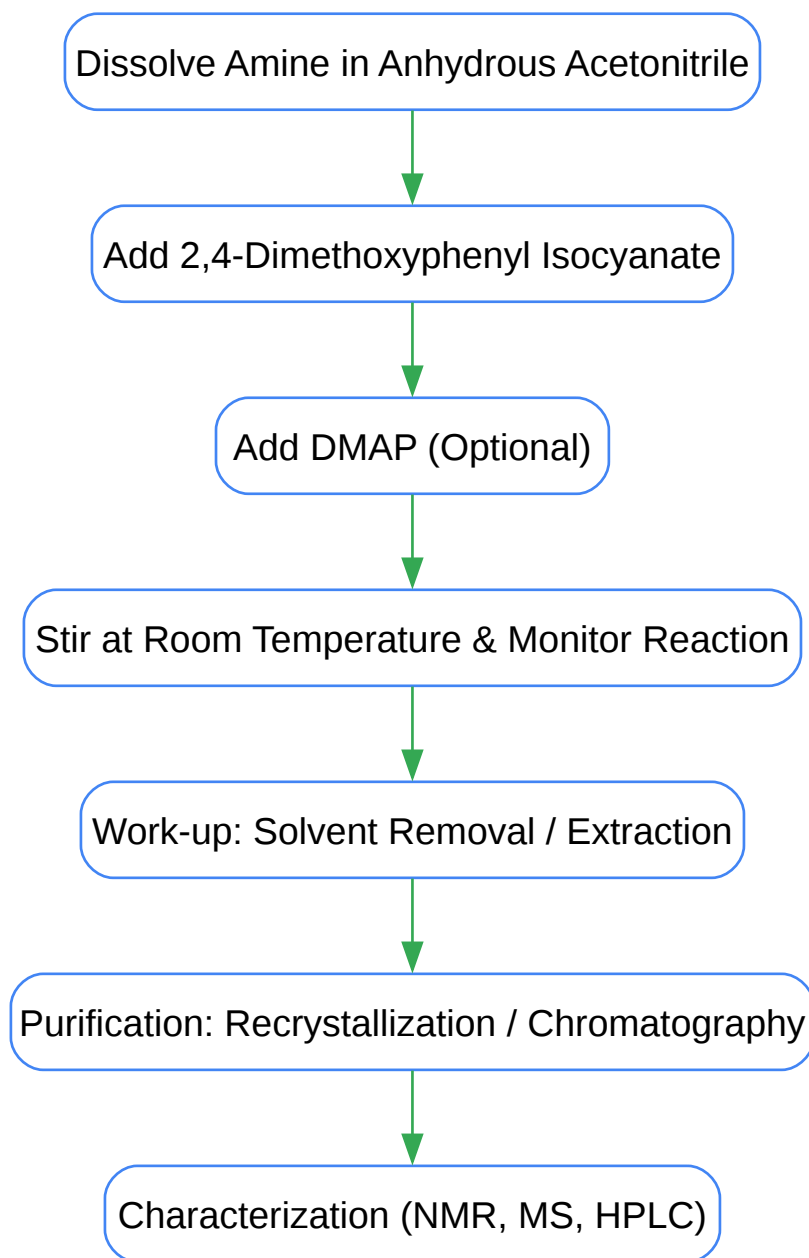 Dissolve Amine in Anhydrous Acetonitrile
Add 2,4-Dimethoxyphenyl Isocyanate
Add DMAP (Optional)
Stir at Room Temperature & Monitor Reaction
Work-up: Solvent Removal / Extraction
Purification: Recrystallization / Chromatography
Characterization (NMR, MS, HPLC)